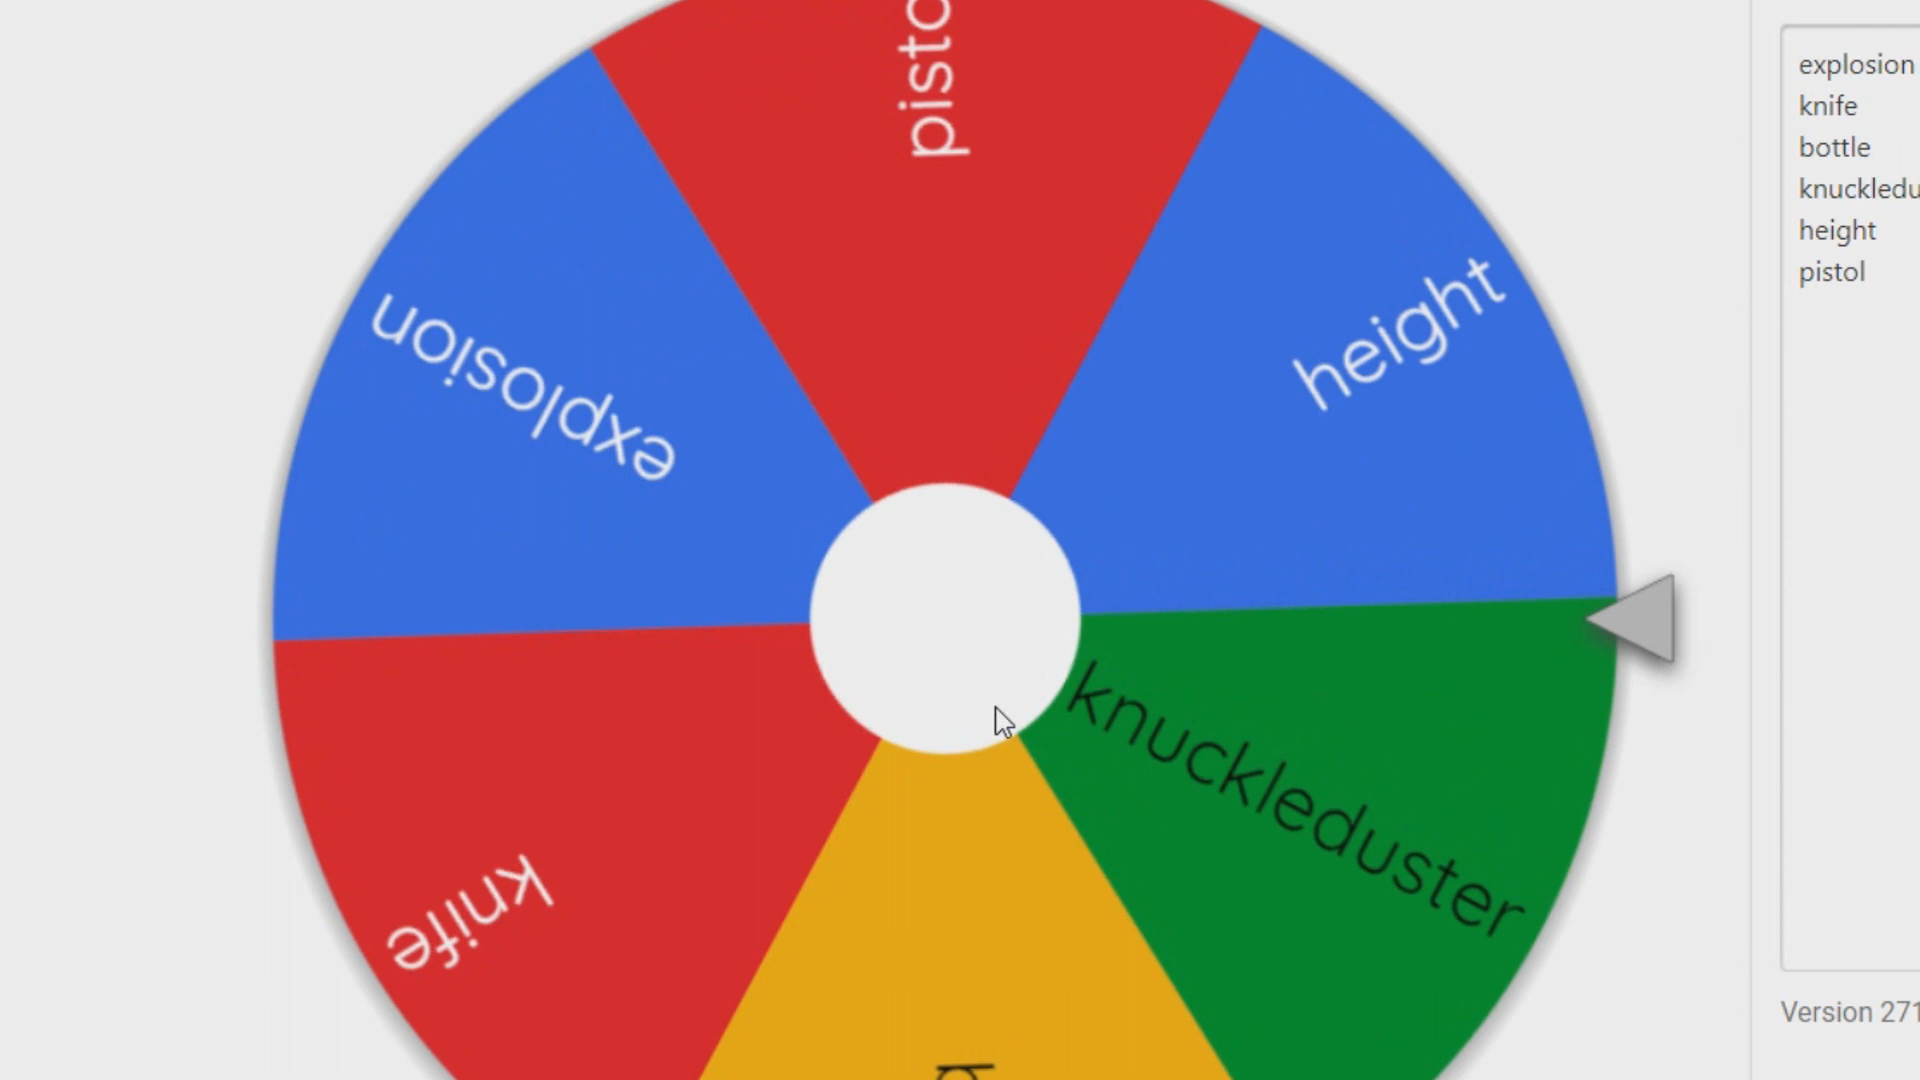 pisto
height
explosion
knuckleduster
knife
b
explosion
knife
bottle
knuckledu
height
pistol
Version 271